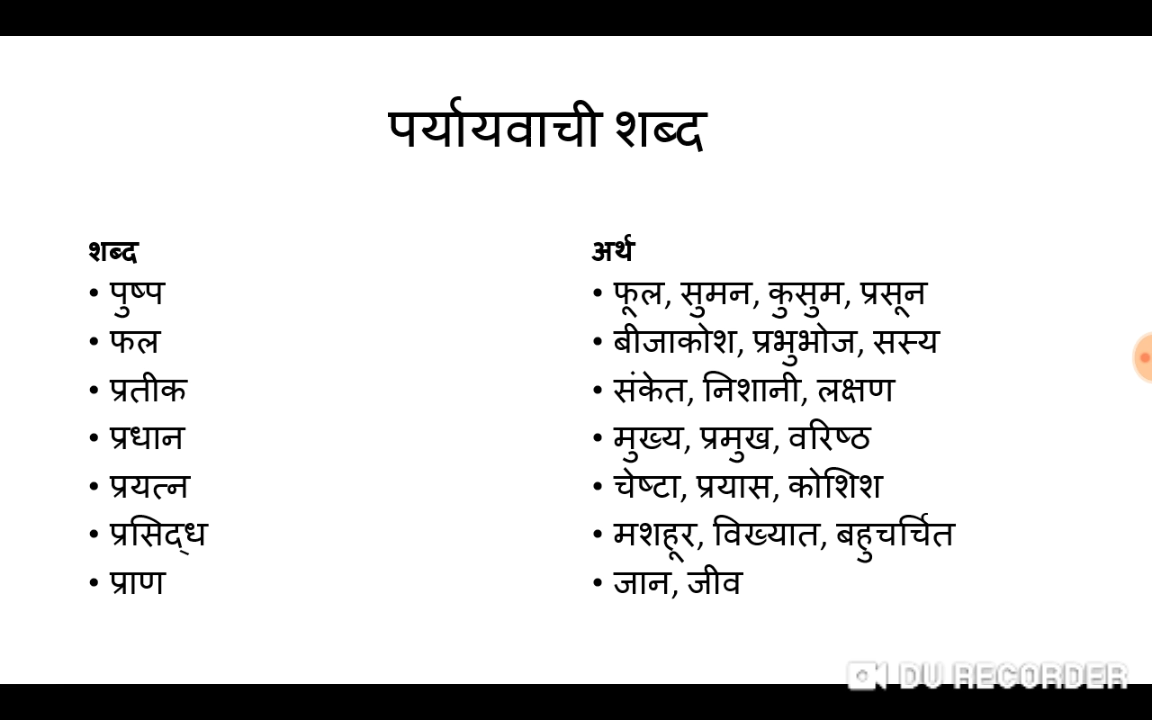 पर्यायवाची शब्द
शब्द
• पुष्प
• फल
• प्रतीक
• प्रधान
• प्रयत्न
• प्रसिद्ध
• प्राण
अर्थ
• फूल, सुमन, कुसुम, प्रसून
• बीजाकोश, प्रभुभोज, सस्य
• संकेत, निशानी, लक्षण
• मुख्य, प्रमुख, वरिष्ठ
• चेष्टा, प्रयास, कोशिश
• मशहूर, विख्यात, बहुचर्चित
• जान, जीव
DU RECORDER